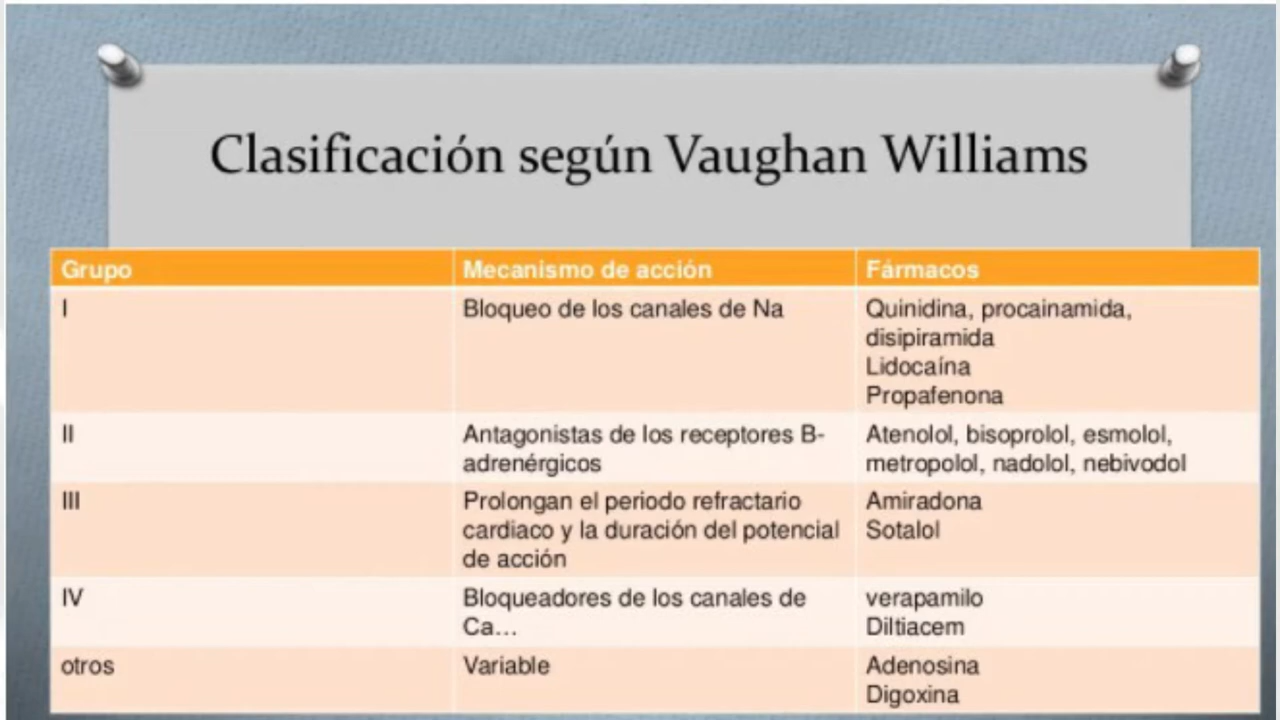 Clasificación según Vaughan Williams
Grupo Mecanismo de acción Fármacos
I Bloqueo de los canales de Na Quinidina, procainamida,
disipiramida
Lidocaína
Propafenona
II Antagonistas de los receptores B- Atenolol, bisoprolol, esmolol,
adrenérgicos metropolol, nadolol, nebivodol
III Prolongan el periodo refractario Amiradona
cardiaco y la duración del potencial Sotalol
de acción
IV Bloqueadores de los canales de verapamilo
Ca... Diltiacem
otros Variable Adenosina
Digoxina